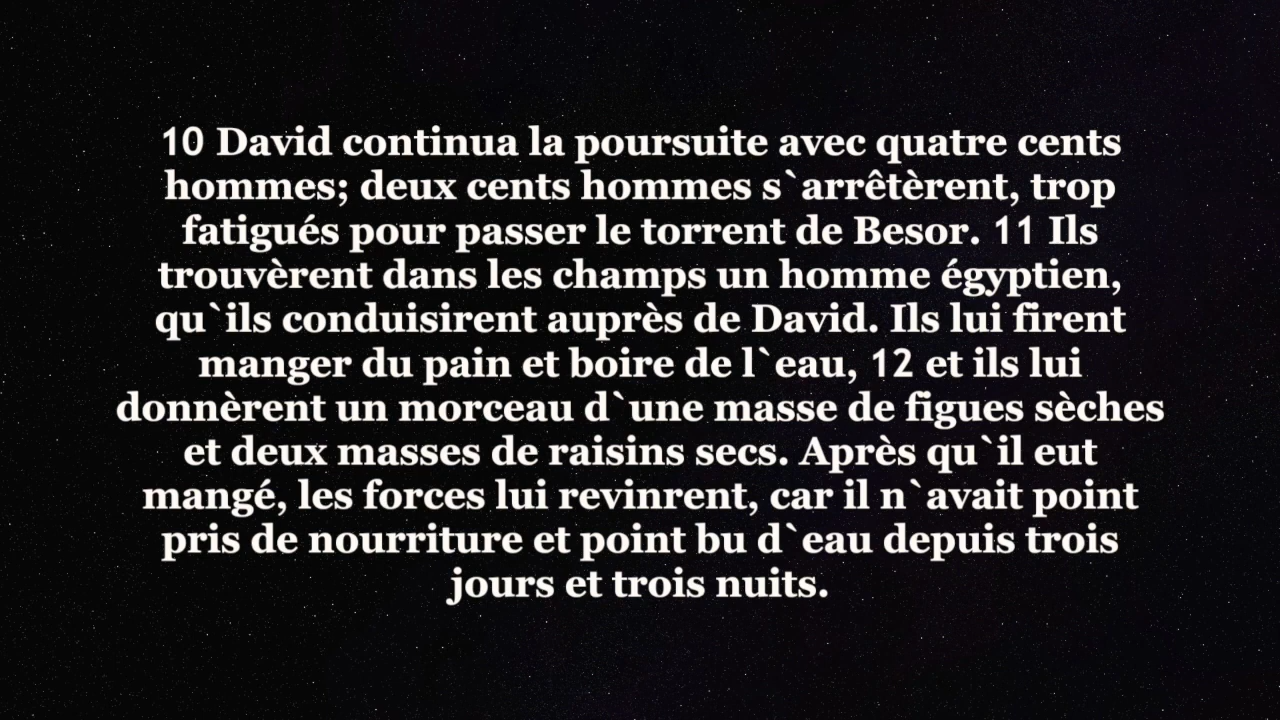 10 David continua la poursuite avec quatre cents
hommes; deux cents hommes s`arrêtèrent, trop
fatigués pour passer le torrent de Besor. 11 Ils
trouvèrent dans les champs un homme égyptien,
qu`ils conduisirent auprès de David. Ils lui firent
manger du pain et boire de l`eau, 12 et ils lui
donnèrent un morceau d`une masse de figues sèches
et deux masses de raisins secs. Après qu`il eut
mangé, les forces lui revinrent, car il n`avait point
pris de nourriture et point bu d`eau depuis trois
jours et trois nuits.